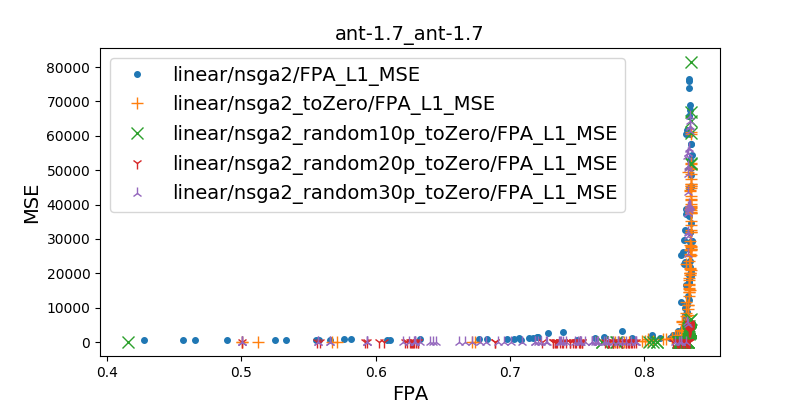 ant-1.7_ant-1.7
80000
70000
60000
50000
40000
30000
20000
10000
0
MSE
linear/nsga2/FPA_L1_MSE
linear/nsga2_toZero/FPA_L1_MSE
linear/nsga2_random10p_toZero/FPA_L1_MSE
linear/nsga2_random20p_toZero/FPA_L1_MSE
linear/nsga2_random30p_toZero/FPA_L1_MSE
0.4 0.5 0.6 0.7 0.8
FPA